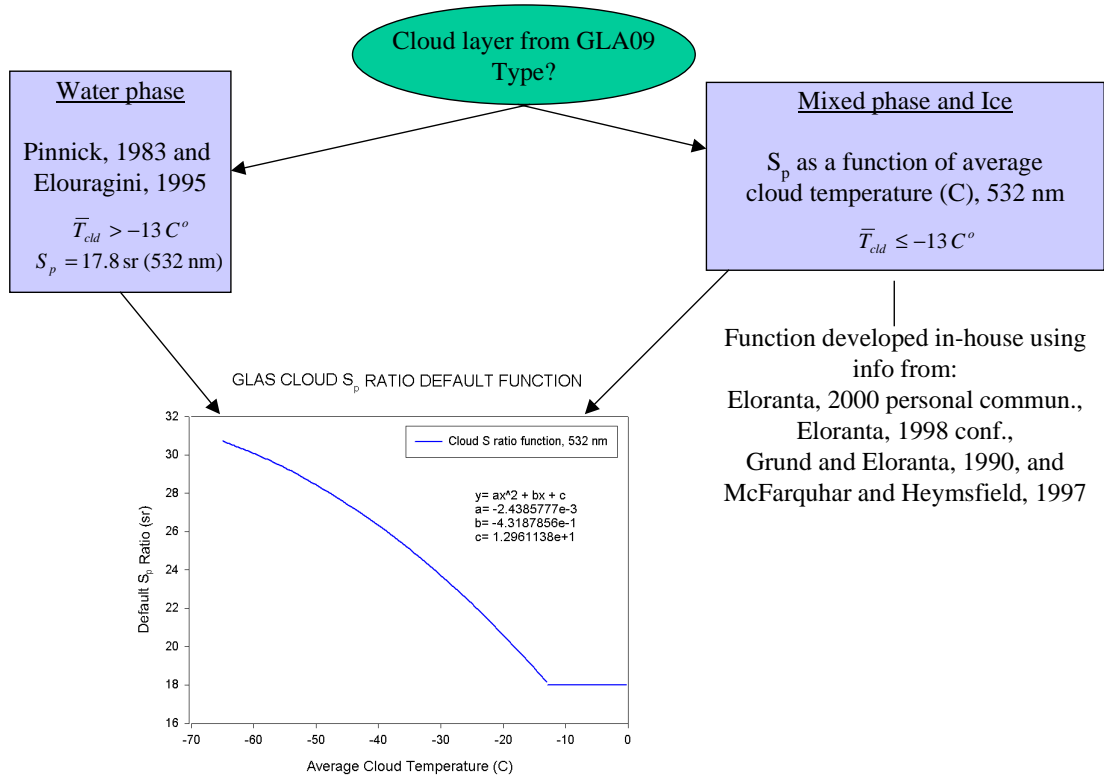 Cloud layer from GLA09
Type?
Water phase
Pinnick, 1983 and
Elouragini, 1995
T̅cld > −13 Cº
Sp = 17.8 sr (532 nm)
Mixed phase and Ice
Sp as a function of average
cloud temperature (C), 532 nm
T̅cld ≤ −13 Cº
Function developed in-house using
info from:
Eloranta, 2000 personal commun.,
Eloranta, 1998 conf.,
Grund and Eloranta, 1990, and
McFarquhar and Heymsfield, 1997
GLAS CLOUD Sp RATIO DEFAULT FUNCTION
Cloud S ratio function, 532 nm
y= ax^2 + bx + c
a= -2.4385777e-3
b= -4.3187856e-1
c= 1.2961138e+1
Default Sp Ratio (sr)
32
30
28
26
24
22
20
18
16
-70 -60 -50 -40 -30 -20 -10 0
Average Cloud Temperature (C)